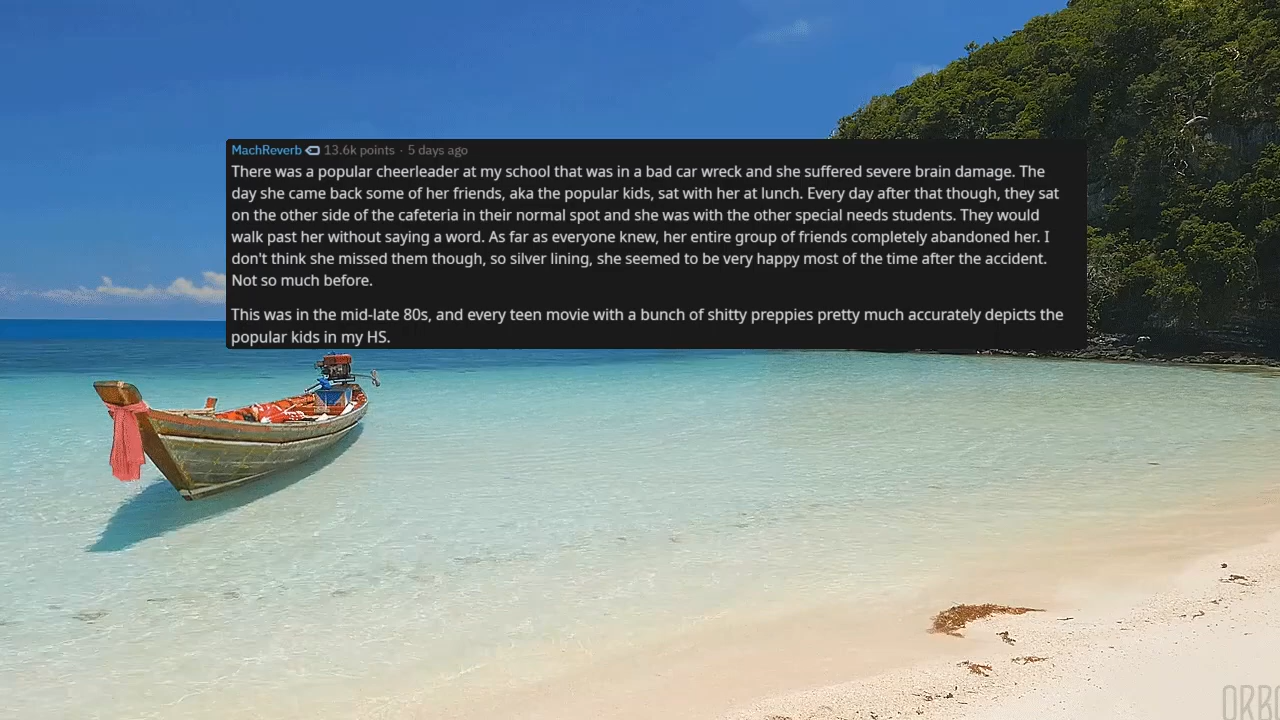 MachReverb 13.6k points · 5 days ago
There was a popular cheerleader at my school that was in a bad car wreck and she suffered severe brain damage. The
day she came back some of her friends, aka the popular kids, sat with her at lunch. Every day after that though, they sat
on the other side of the cafeteria in their normal spot and she was with the other special needs students. They would
walk past her without saying a word. As far as everyone knew, her entire group of friends completely abandoned her. I
don't think she missed them though, so silver lining, she seemed to be very happy most of the time after the accident.
Not so much before.
This was in the mid-late 80s, and every teen movie with a bunch of shitty preppies pretty much accurately depicts the
popular kids in my HS.